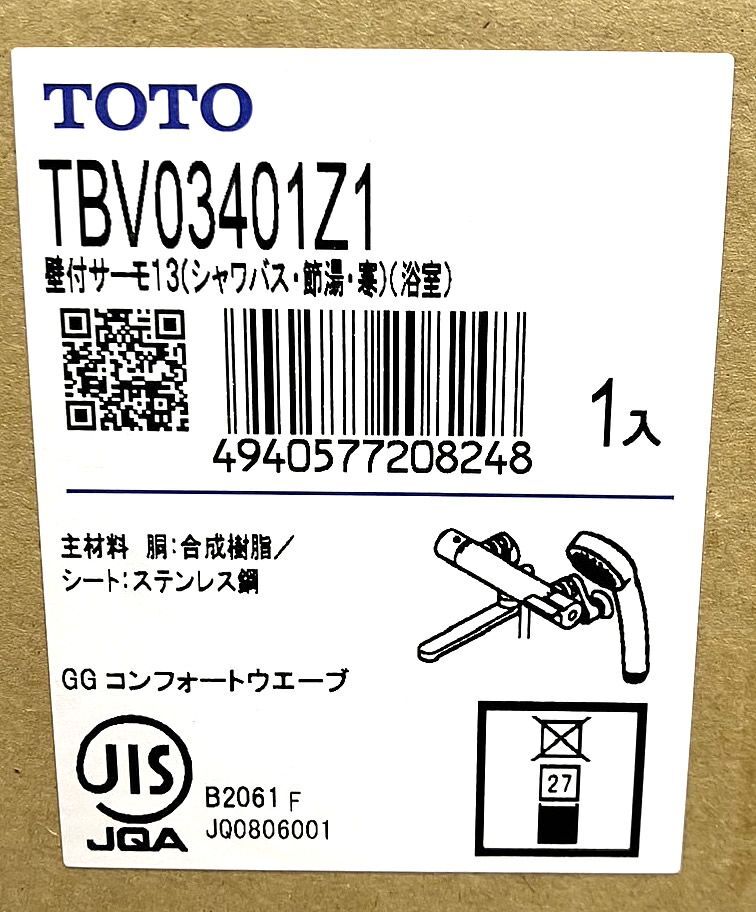 TOTO
TBV03401Z1
壁付サーモ13(シャワバス・節湯・寒)(浴室)
4940577208248
1入
主材料 胴:合成樹脂/
シート:ステンレス鋼
GG コンフォートウエーブ
JIS
JQA
B2061 F
JQ0806001
27